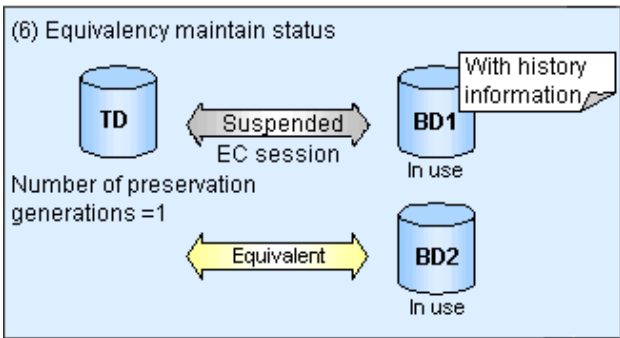 (6) Equivalency maintain status
With history
information
TD
Suspended
BD1
EC session
In use
Number of preservation
generations =1
Equivalent
BD2
In use